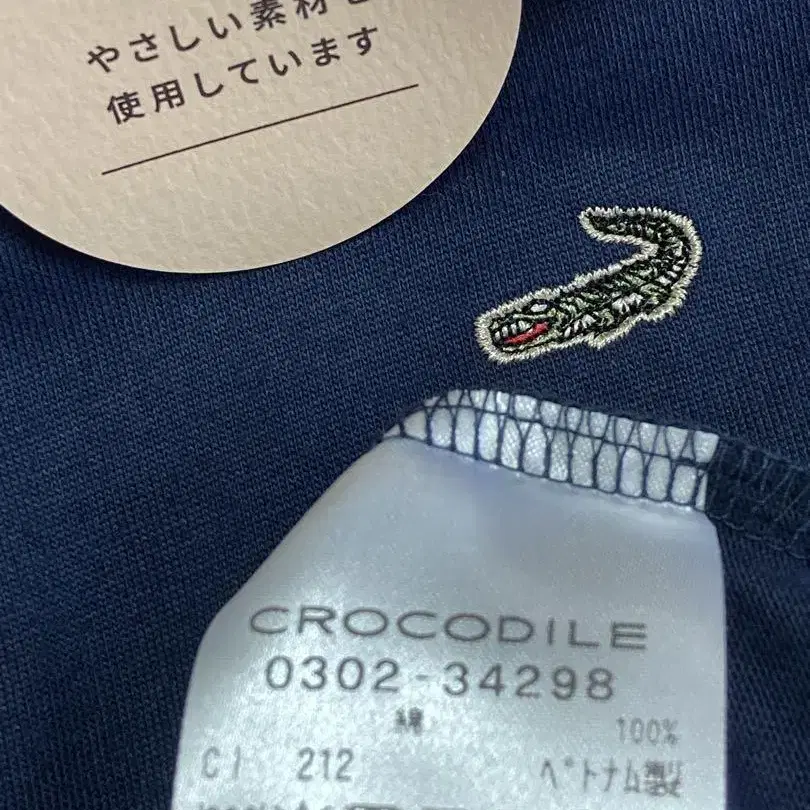 やさしい素材を
使用しています
CROCODILE
0302-34298
綿 100%
CI 212 ベトナム製